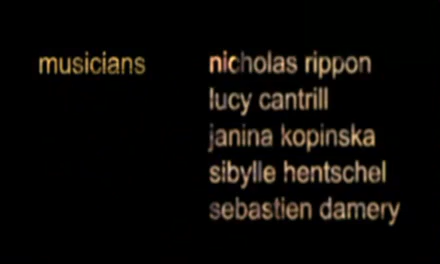 musicians
nicholas rippon
lucy cantrill
janina kopinska
sibylle hentschel
sebastien damery